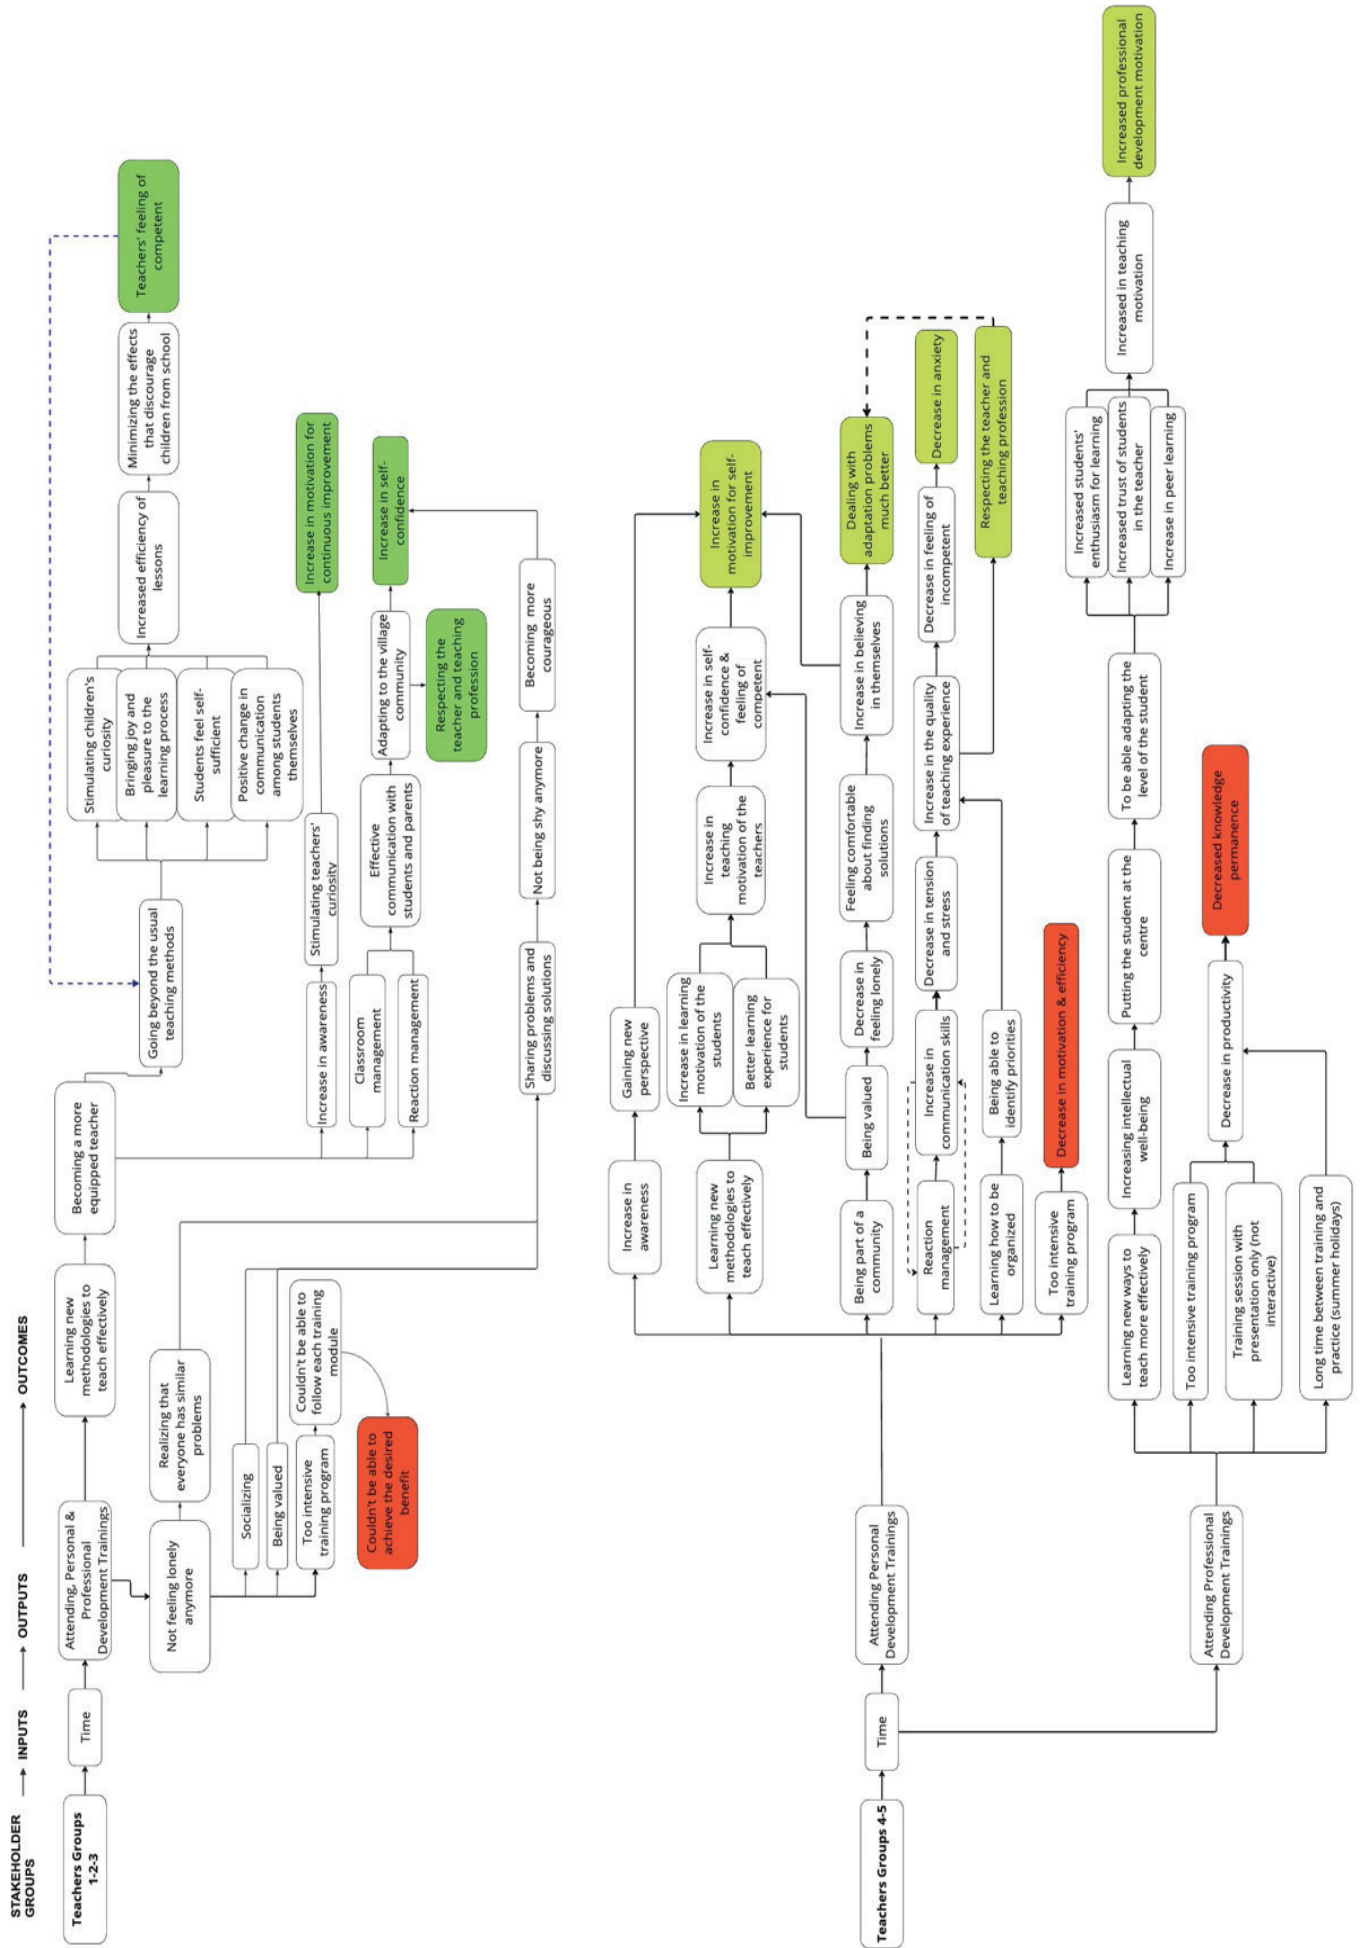 STAKEHOLDER
GROUPS
INPUTS
OUTPUTS
OUTCOMES
Teachers Groups
1-2-3
Time
Attending, Personal &
Professional
Development Trainings
Learning new
methodologies to
teach effectively
Becoming a more
equipped teacher
Going beyond the usual
teaching methods
Stimulating children's
curiosity
Bringing joy and
pleasure to the
learning process
Students feel self-
sufficient
Positive change in
communication
among students
themselves
Increased efficiency of
lessons
Minimizing the effects
that discourage
children from school
Teachers' feeling of
competent
Increase in awareness
Stimulating teachers'
curiosity
Increase in motivation for
continuous improvement
Classroom
management
Reaction management
Effective
communication with
students and parents
Adapting to the village
community
Increase in self-
confidence
Respecting the
teacher and teaching
profession
Not feeling lonely
anymore
Realizing that
everyone has similar
problems
Socializing
Being valued
Sharing problems and
discussing solutions
Not being shy anymore
Becoming more
courageous
Too intensive
training program
Couldn't be able to
follow each training
module
Couldn't be able to
achieve the desired
benefit
Teachers Groups 4-5
Time
Attending Personal
Development Trainings
Increase in
awareness
Gaining new
perspective
Learning new
methodologies to
teach effectively
Increase in learning
motivation of the
students
Better learning
experience for
students
Increase in
teaching
motivation of the
teachers
Increase in self-
confidence &
feeling of
competent
Increase in
motivation for self-
improvement
Being part of a
community
Being valued
Decrease in
feeling lonely
Feeling comfortable
about finding
solutions
Increase in believing
in themselves
Dealing with
adaptation problems
much better
Reaction
management
Increase in
communication skills
Decrease in tension
and stress
Increase in the quality
of teaching experience
Decrease in feeling of
incompetent
Decrease in anxiety
Learning how to be
organized
Being able to
identify priorities
Respecting the teacher and
teaching profession
Too intensive
training program
Decrease in motivation & efficiency
Attending Professional
Development Trainings
Learning new ways to
teach more effectively
Increasing intellectual
well-being
Putting the student at the
centre
To be able adapting the
level of the student
Increased students'
enthusiasm for learning
Increased trust of students
in the teacher
Increase in peer learning
Increased in teaching
motivation
Increased professional
development motivation
Too intensive training program
Training session with
presentation only (not
interactive)
Decrease in productivity
Decreased knowledge
permanence
Long time between training and
practice (summer holidays)